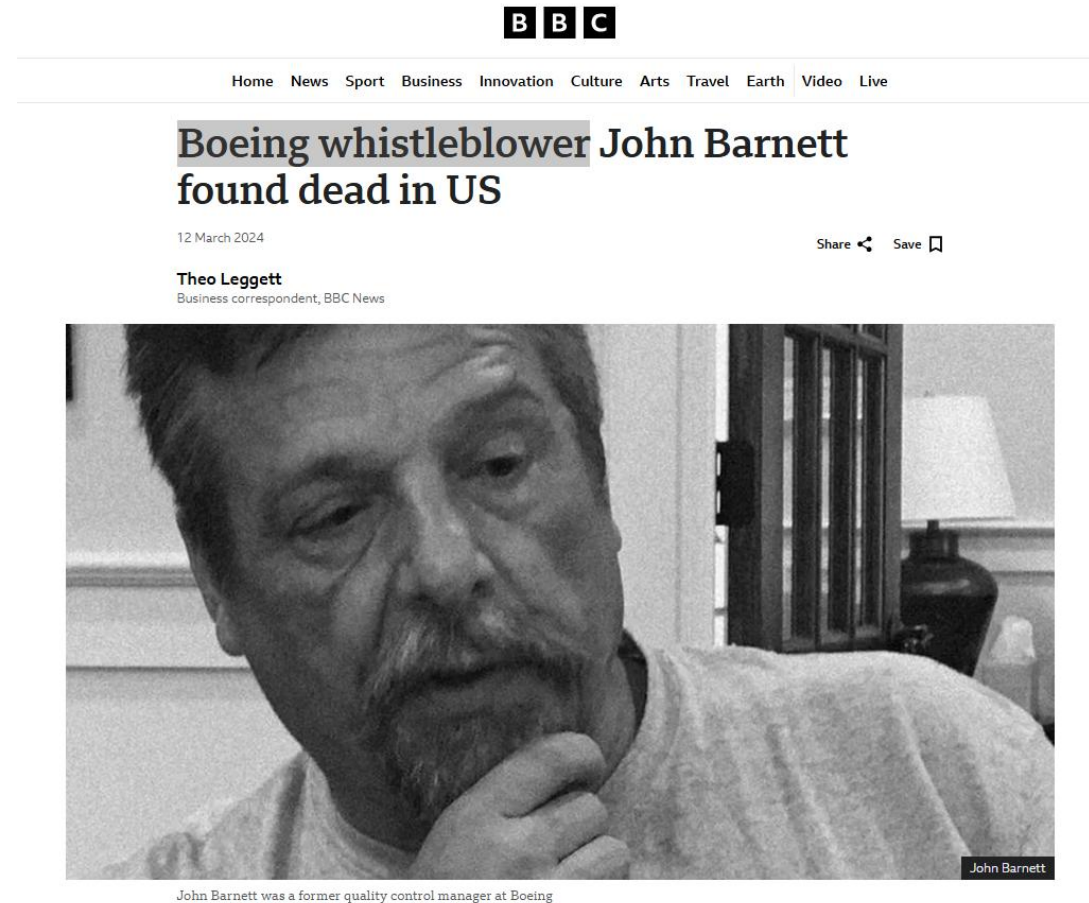 BBC
Home News Sport Business Innovation Culture Arts Travel Earth Video Live
Boeing whistleblower John Barnett
found dead in US
12 March 2024
Share Save
Theo Leggett
Business correspondent, BBC News
John Barnett
John Barnett was a former quality control manager at Boeing